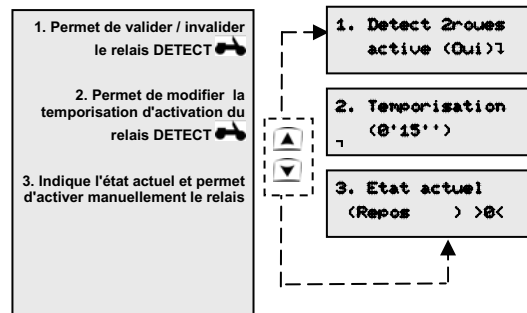 1. Permet de valider / invalider
le relais DETECT
2. Permet de modifier la
temporisation d'activation du
relais DETECT
3. Indique l'état actuel et permet
d'activer manuellement le relais
1. Detect 2roues
active (Oui)
2. Temporisation
(0'15'')
3. Etat actuel
(Repos ) >0<